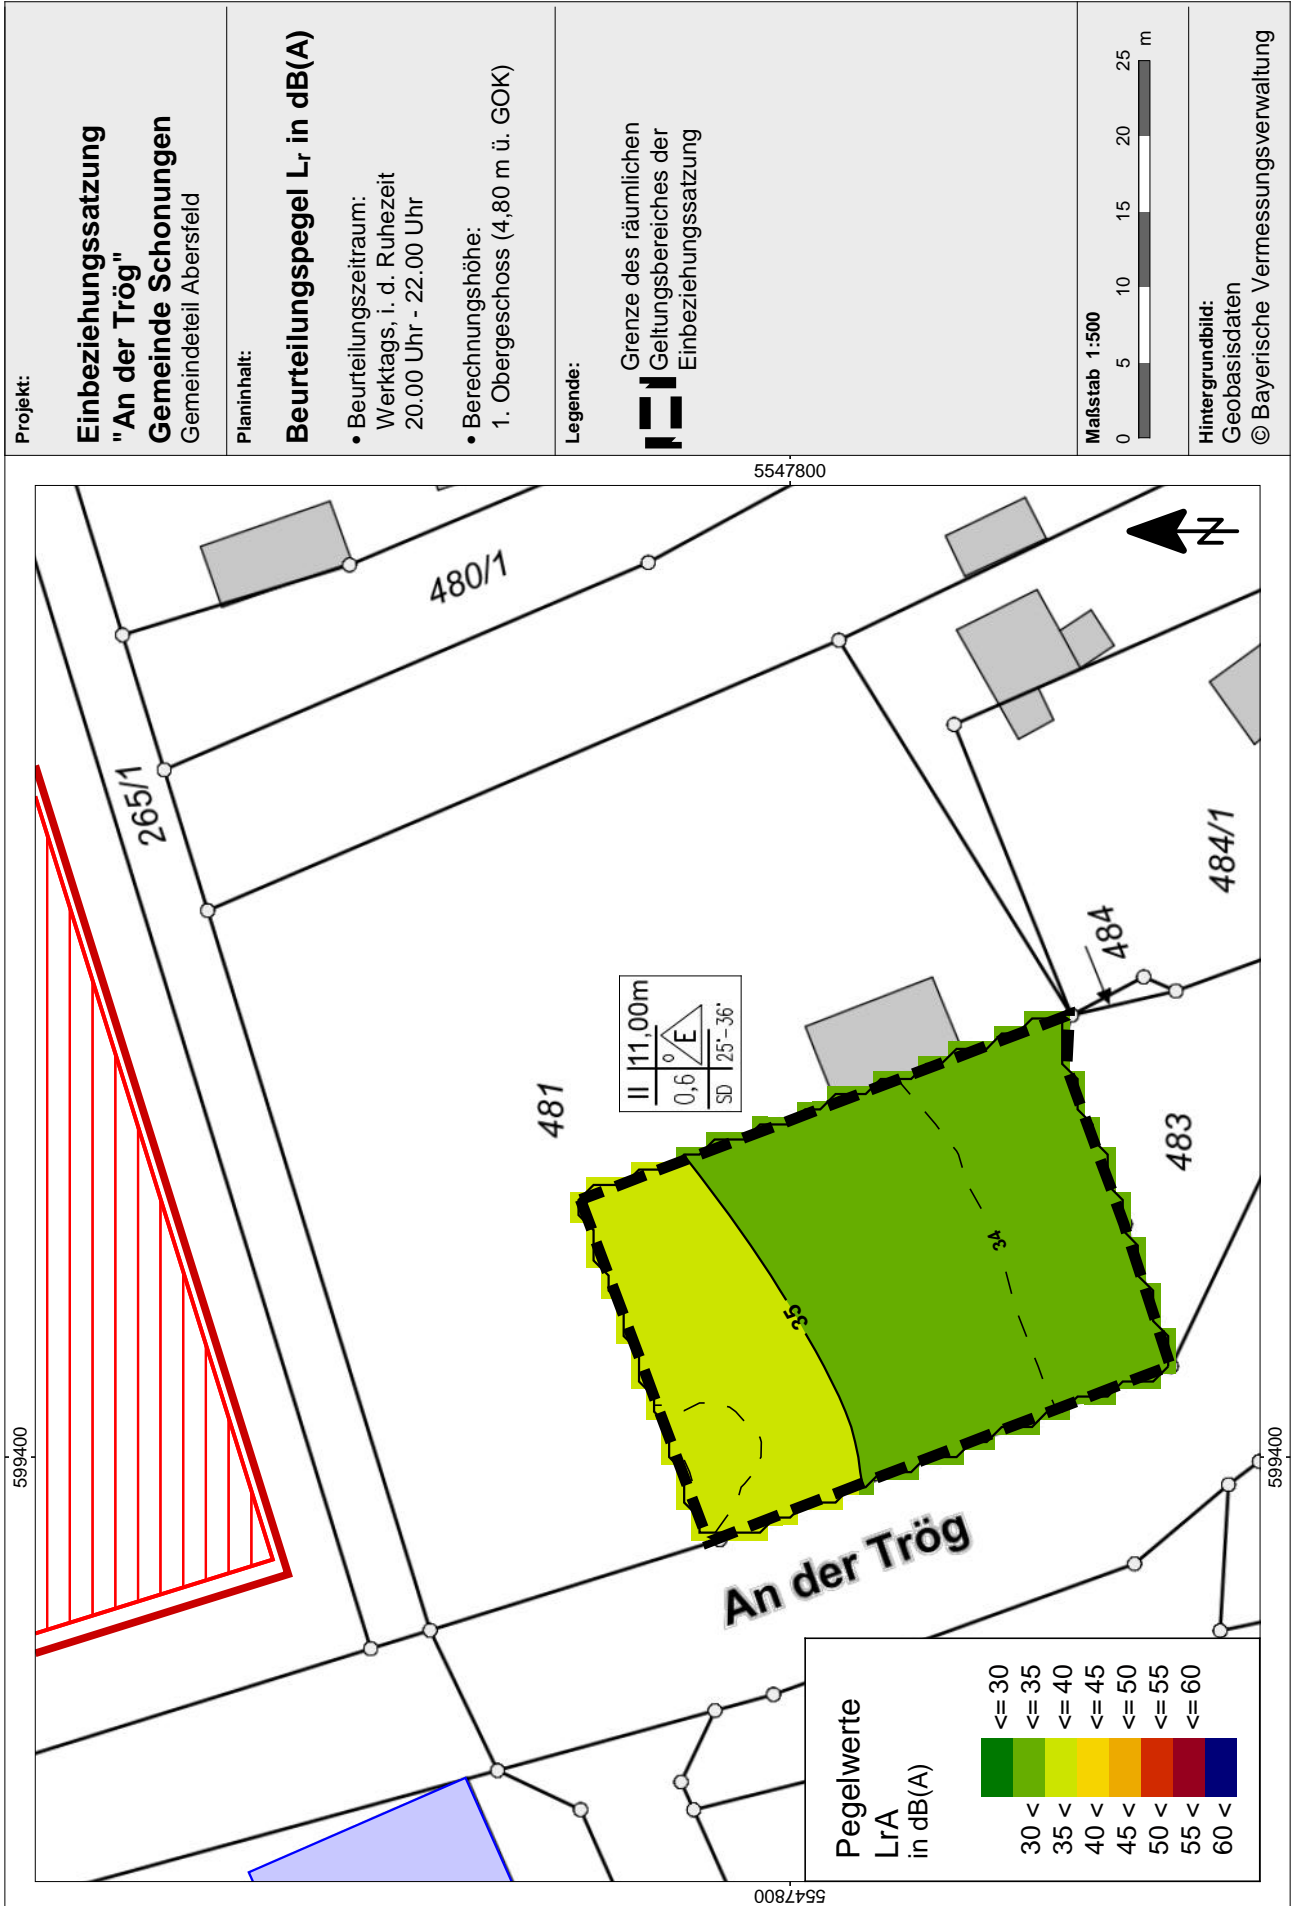 Projekt:
Einbeziehungssatzung
"An der Trög"
Gemeinde Schonungen
Gemeindeteil Abersfeld
Planinhalt:
Beurteilungspegel Lr in dB(A)
• Beurteilungszeitraum:
Werktags, i. d. Ruhezeit
20.00 Uhr - 22.00 Uhr
• Berechnungshöhe:
1. Obergeschoss (4,80 m ü. GOK)
Legende:
Grenze des räumlichen
Geltungsbereiches der
Einbeziehungssatzung
Maßstab 1:500
0 5 10 15 20 25 m
Hintergrundbild:
Geobasisdaten
© Bayerische Vermessungsverwaltung
5547800
5547800
599400
599400
480/1
265/1
481
II 11,00m
0,6 o E
SD 25°-36°
484
484/1
483
35
34
An der Trög
N
Pegelwerte
LrA
in dB(A)
<= 30
30 < <= 35
35 < <= 40
40 < <= 45
45 < <= 50
50 < <= 55
55 < <= 60
60 <